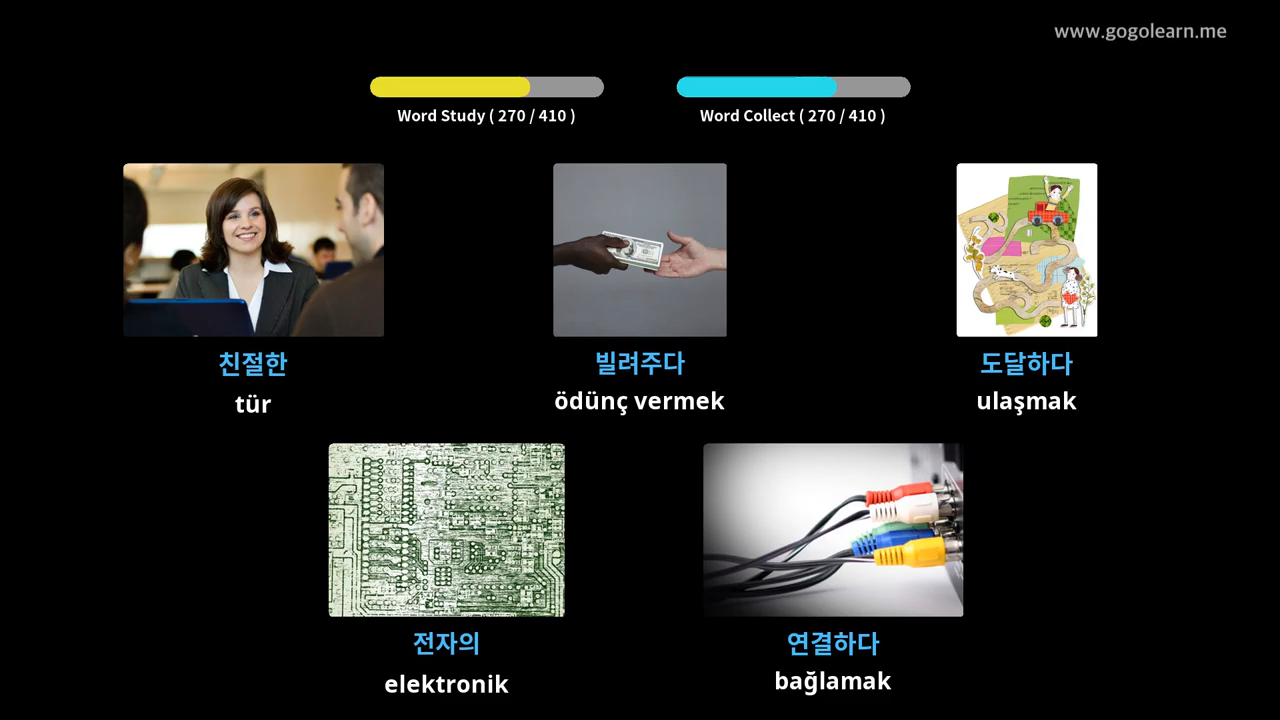 www.gogolearn.me
Word Study ( 270 / 410 )
Word Collect ( 270 / 410 )
친절한
tür
빌려주다
ödünç vermek
도달하다
ulaşmak
전자의
elektronik
연결하다
bağlamak